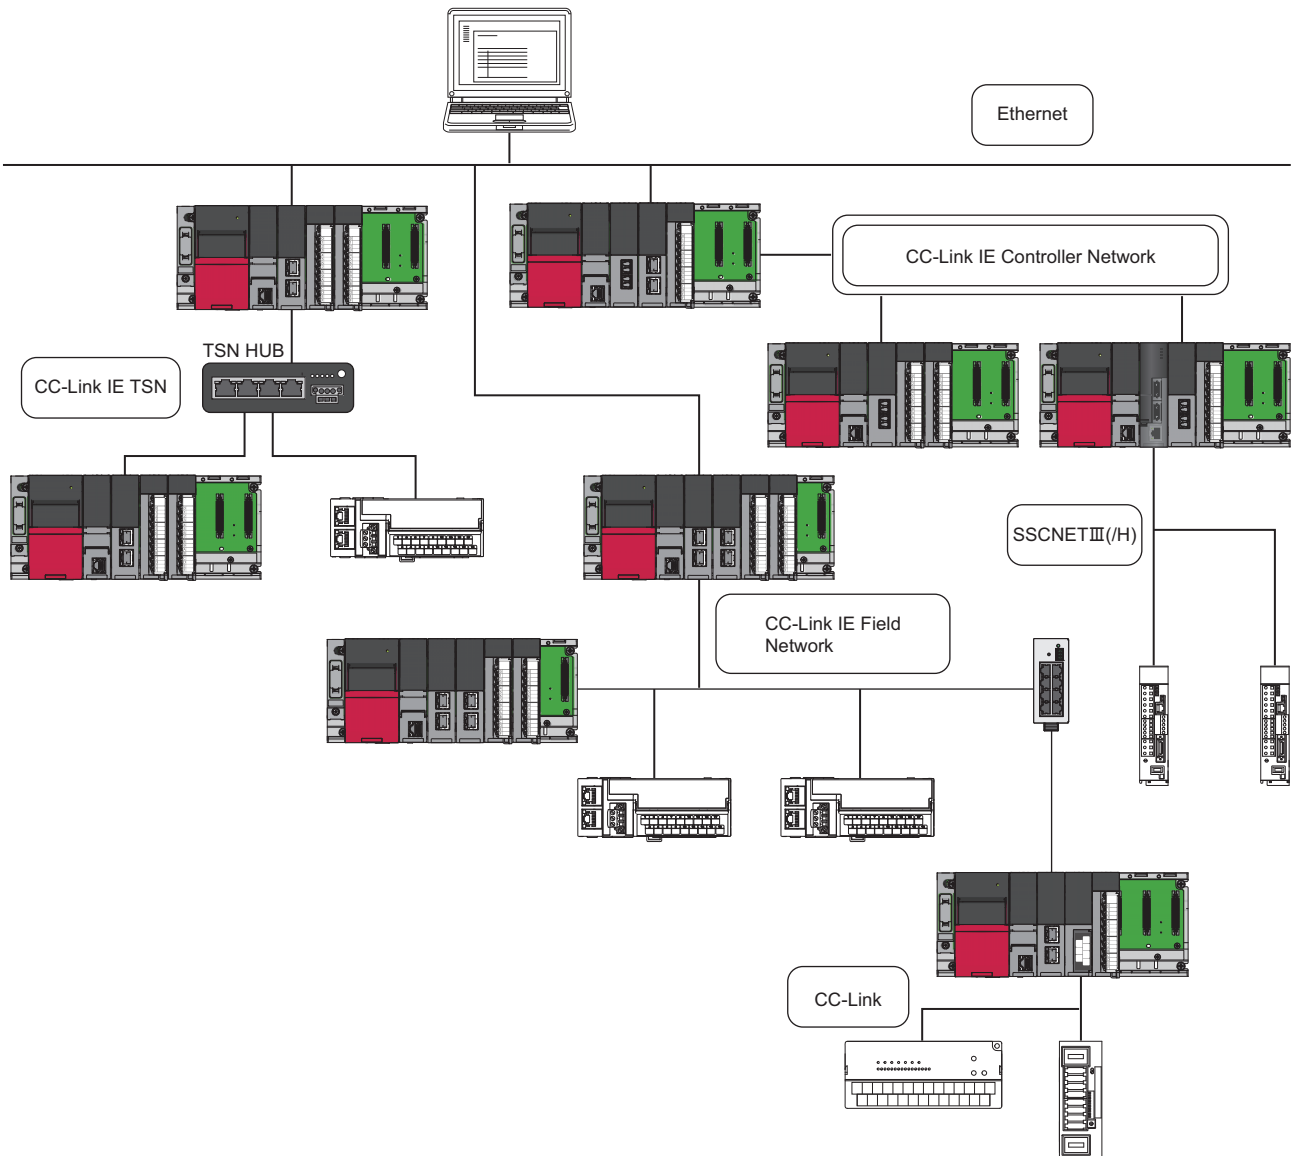 Ethernet
CC-Link IE Controller Network
TSN HUB
CC-Link IE TSN
SSCNETⅢ(/H)
CC-Link IE Field
Network
CC-Link